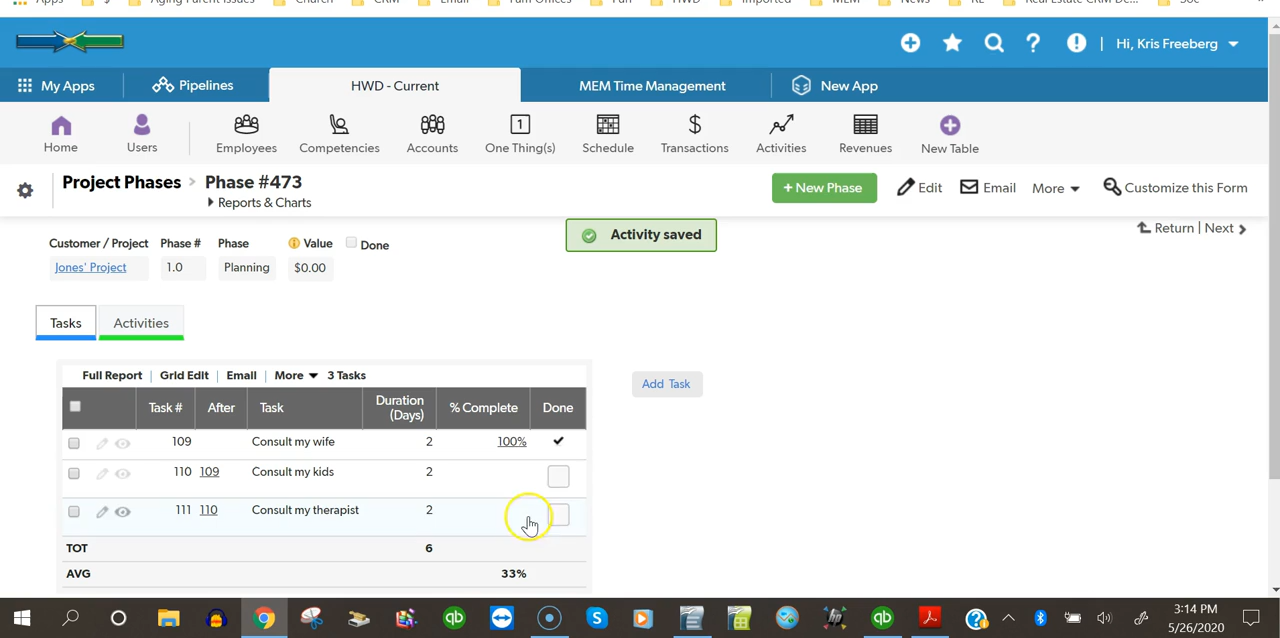 Apps $ Aging Parent Issues Church CRM Email Fam Offices Fun HWD Imported MEM News RE Real Estate CRM De... Soc
Hi, Kris Freeberg
My Apps Pipelines HWD - Current MEM Time Management New App
Home Users Employees Competencies Accounts One Thing(s) Schedule Transactions Activities Revenues New Table
Project Phases > Phase #473 + New Phase Edit Email More Customize this Form
Reports & Charts
Activity saved
Return | Next
Customer / Project Phase # Phase Value Done
Jones' Project 1.0 Planning $0.00
Tasks Activities
Full Report | Grid Edit | Email | More 3 Tasks
Add Task
Task # After Task Duration (Days) % Complete Done
109 Consult my wife 2 100%
110 109 Consult my kids 2
111 110 Consult my therapist 2
TOT 6
AVG 33%
3:14 PM
5/26/2020